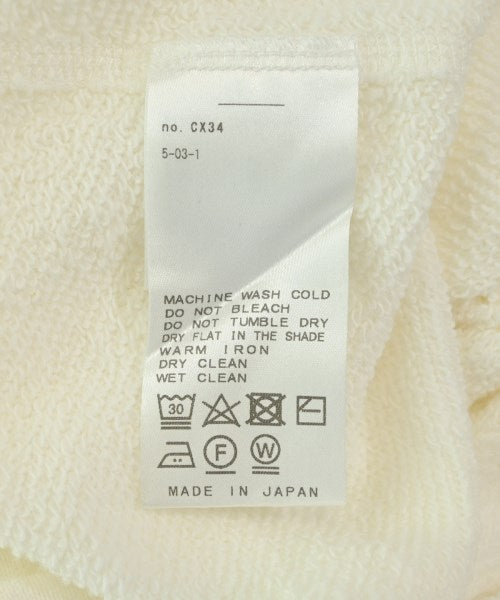 no. CX34
5-03-1
MACHINE WASH COLD
DO NOT BLEACH
DO NOT TUMBLE DRY
DRY FLAT IN THE SHADE
WARM IRON
DRY CLEAN
WET CLEAN
30
F W
MADE IN JAPAN